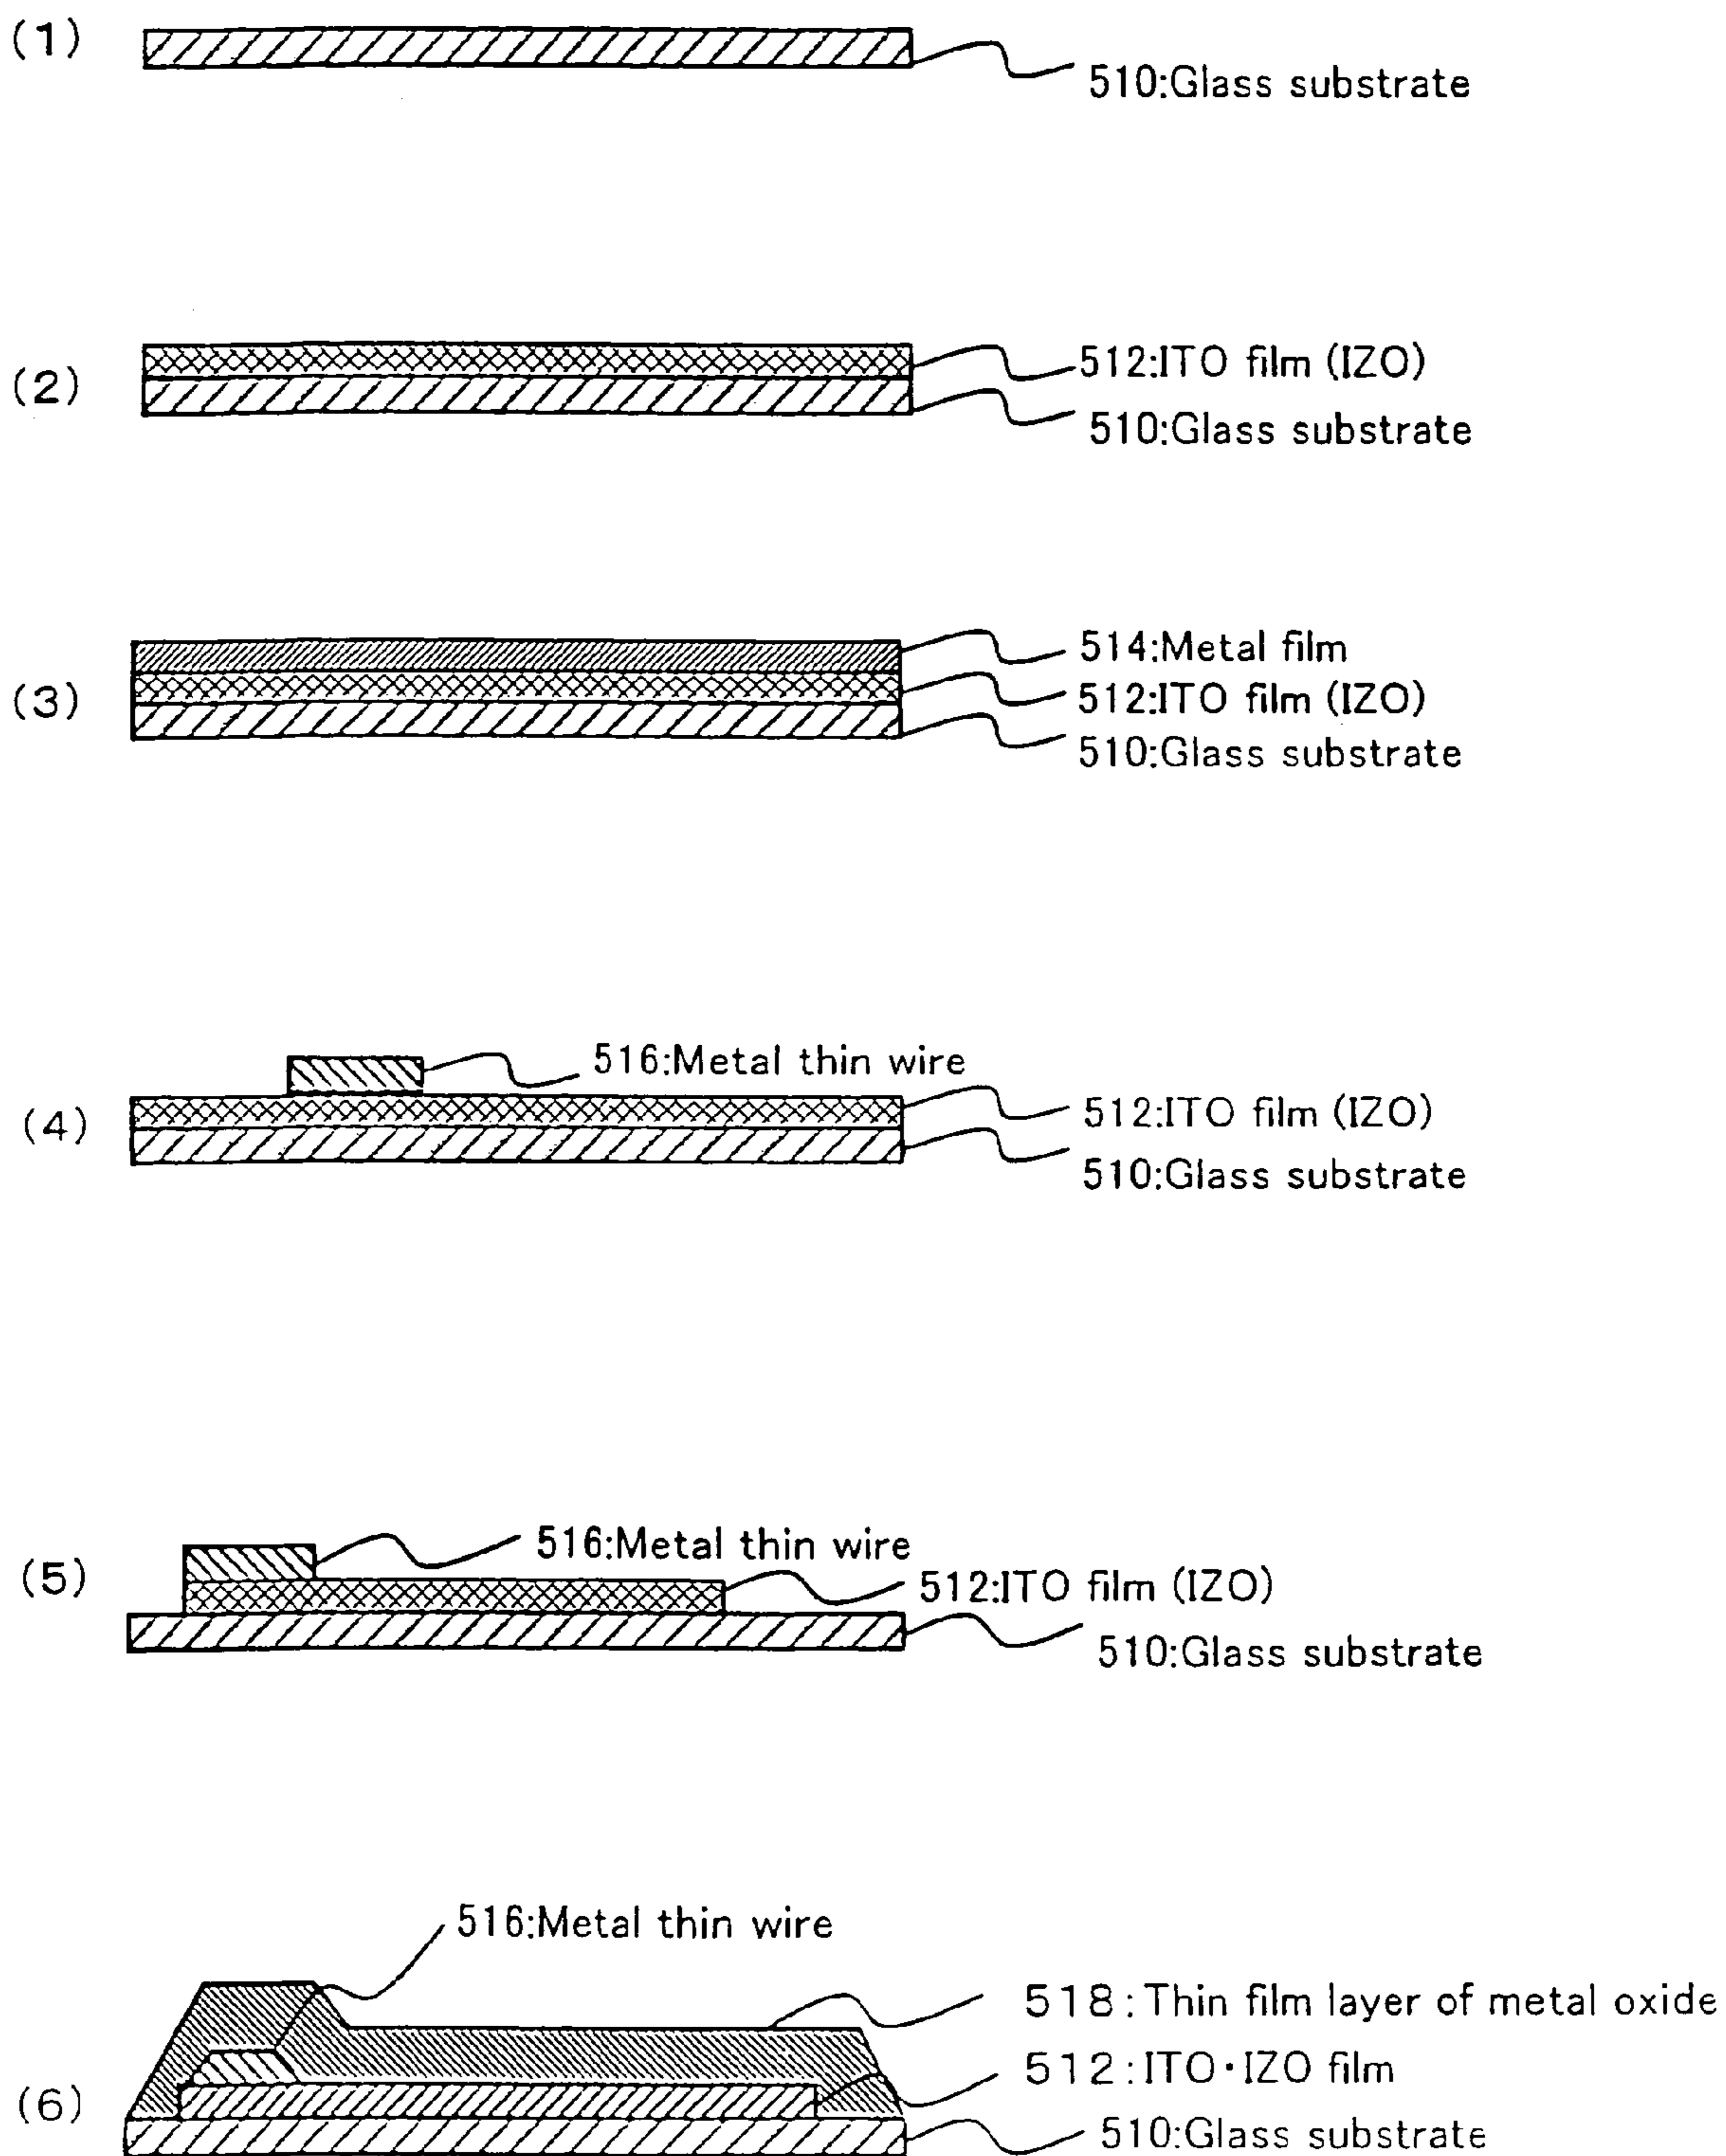 (1)
510:Glass substrate
(2)
512:ITO film (IZO)
510:Glass substrate
(3)
514:Metal film
512:ITO film (IZO)
510:Glass substrate
(4)
516:Metal thin wire
512:ITO film (IZO)
510:Glass substrate
(5)
516:Metal thin wire
512:ITO film (IZO)
510:Glass substrate
(6)
516:Metal thin wire
518:Thin film layer of metal oxide
512:ITO・IZO film
510:Glass substrate